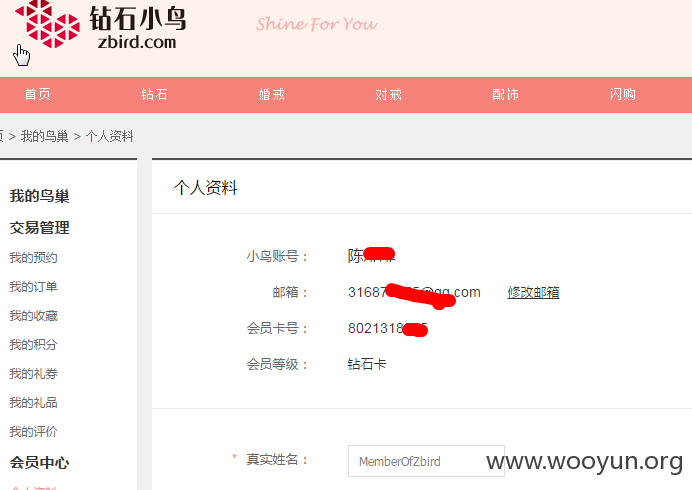 钻石小鸟
zbird.com
Shine For You
首页 钻石 婚戒 对戒 配饰 闪购
页 > 我的鸟巢 > 个人资料
我的鸟巢
交易管理
我的预约
我的订单
我的收藏
我的积分
我的礼券
我的礼品
我的评价
会员中心
个人资料
个人资料
小鸟账号： 陈
邮箱： 31687 @qq.com 修改邮箱
会员卡号： 8021318
会员等级： 钻石卡
* 真实姓名： MemberOfZbird
www.wooyun.org